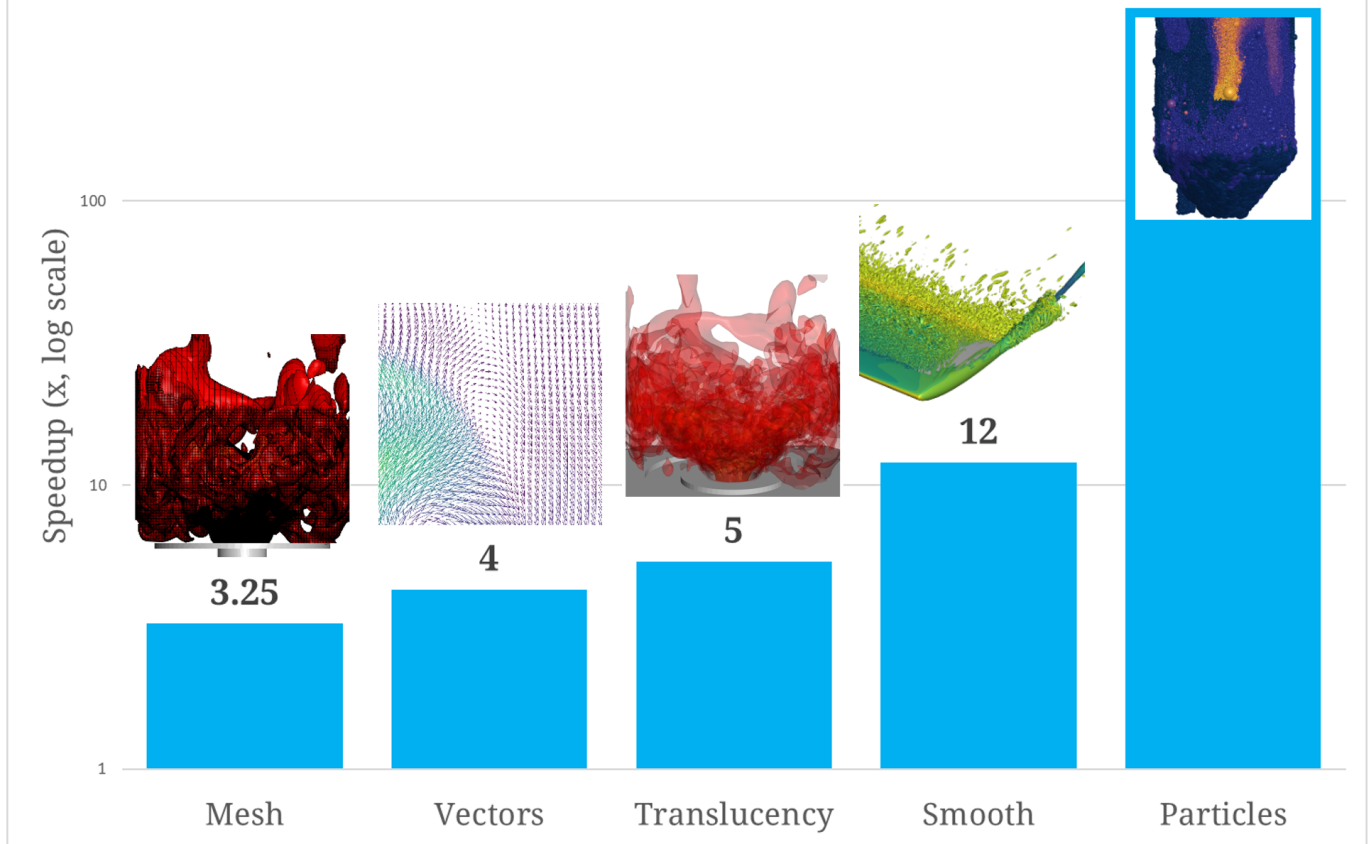 Speedup (x, log scale)
100
10
1
3.25
4
5
12
Mesh
Vectors
Translucency
Smooth
Particles